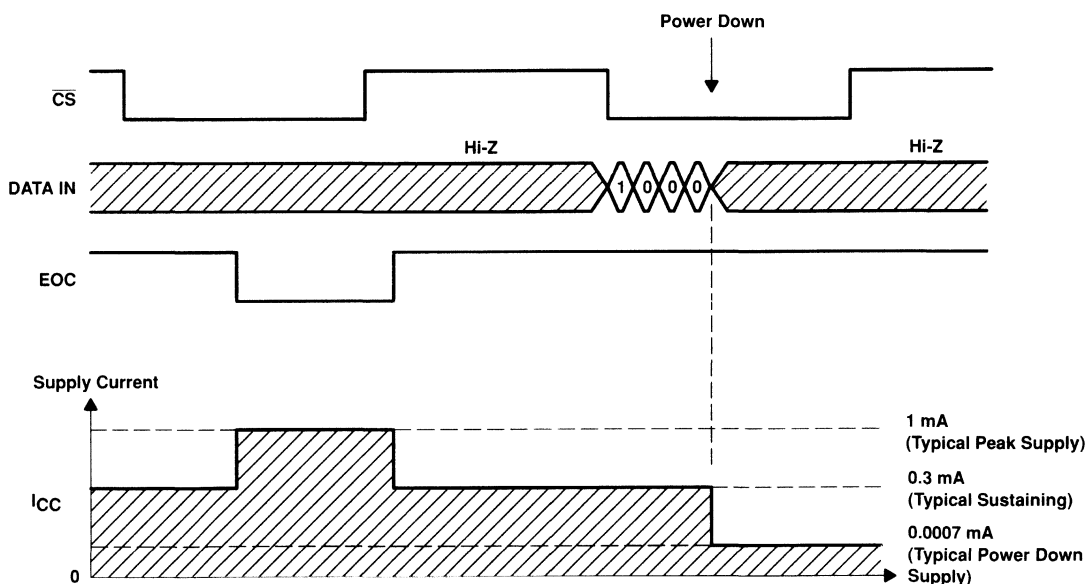 Power Down
CS
Hi-Z
Hi-Z
DATA IN
1 0 0 0
EOC
Supply Current
1 mA
(Typical Peak Supply)
0.3 mA
(Typical Sustaining)
ICC
0.0007 mA
(Typical Power Down
Supply)
0